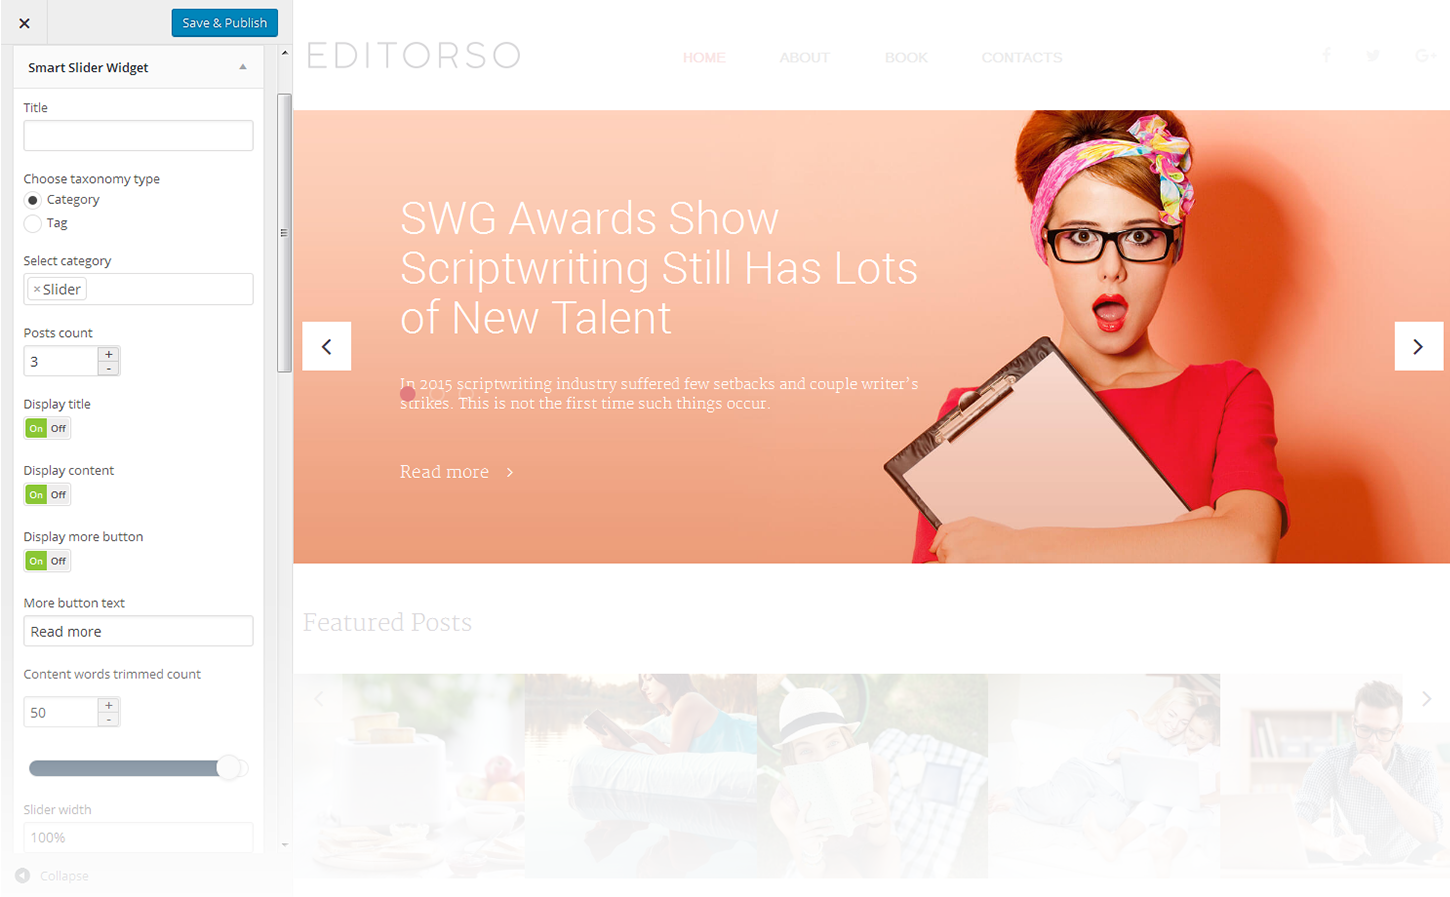 Save & Publish
Smart Slider Widget
Title
Choose taxonomy type
Category
Tag
Select category
× Slider
Posts count
3
+
-
Display title
On Off
Display content
On Off
Display more button
On Off
More button text
Read more
Content words trimmed count
50
+
-
Slider width
100%
Collapse
EDITORSO
HOME
ABOUT
BOOK
CONTACTS
SWG Awards Show
Scriptwriting Still Has Lots
of New Talent
In 2015 scriptwriting industry suffered few setbacks and couple writer’s
strikes. This is not the first time such things occur.
Read more
Featured Posts